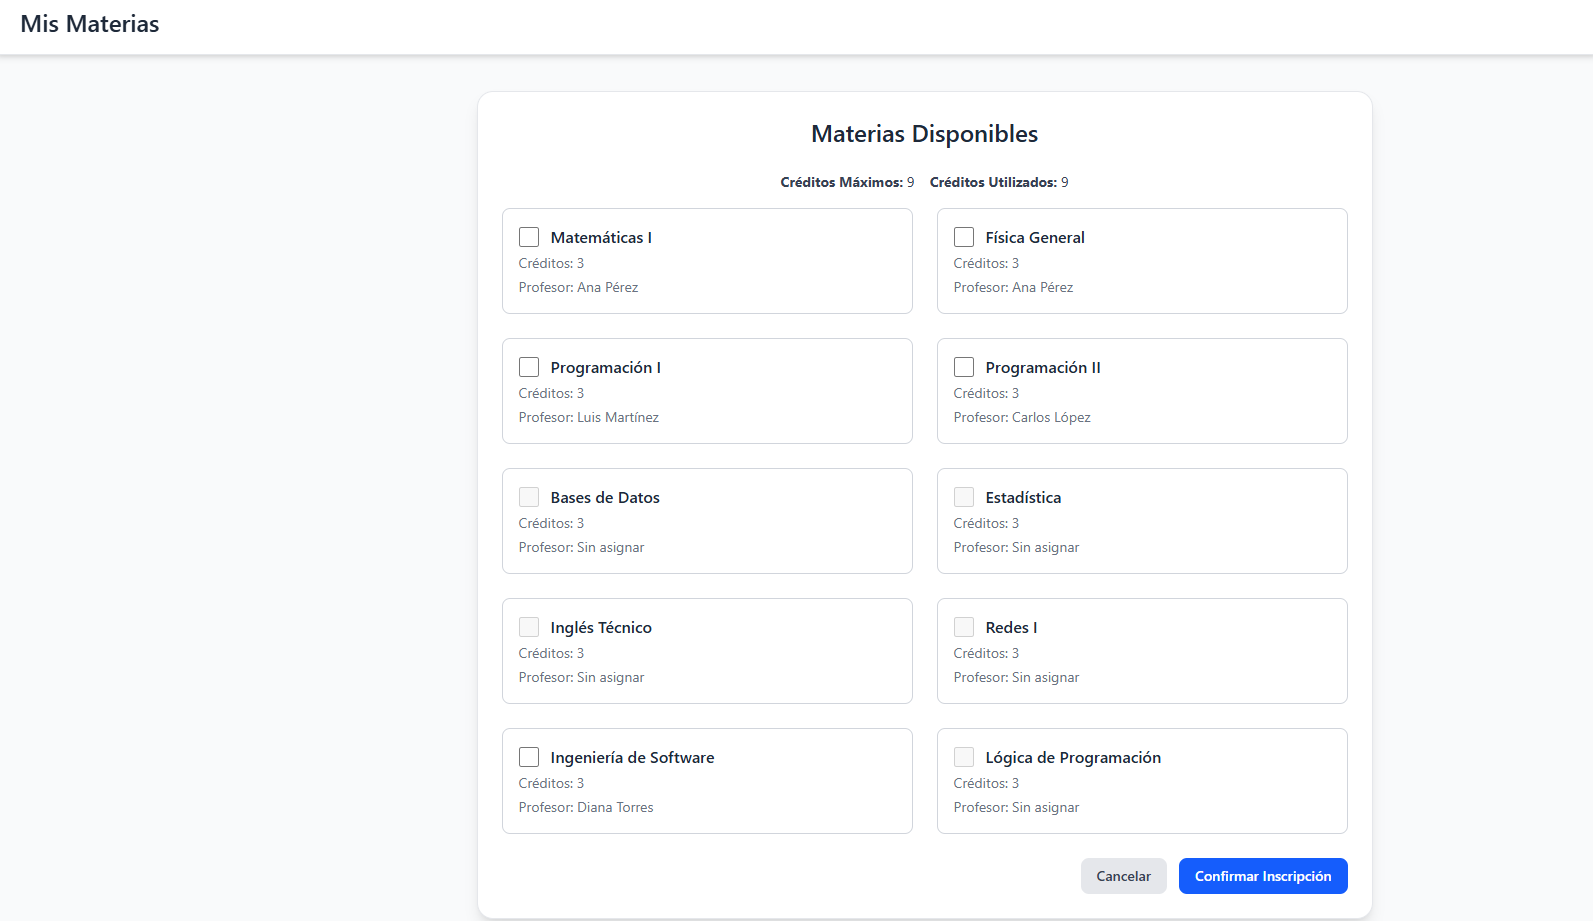 Mis Materias
Materias Disponibles
Créditos Máximos: 9 Créditos Utilizados: 9
Matemáticas I
Créditos: 3
Profesor: Ana Pérez
Física General
Créditos: 3
Profesor: Ana Pérez
Programación I
Créditos: 3
Profesor: Luis Martínez
Programación II
Créditos: 3
Profesor: Carlos López
Bases de Datos
Créditos: 3
Profesor: Sin asignar
Estadística
Créditos: 3
Profesor: Sin asignar
Inglés Técnico
Créditos: 3
Profesor: Sin asignar
Redes I
Créditos: 3
Profesor: Sin asignar
Ingeniería de Software
Créditos: 3
Profesor: Diana Torres
Lógica de Programación
Créditos: 3
Profesor: Sin asignar
Cancelar
Confirmar Inscripción